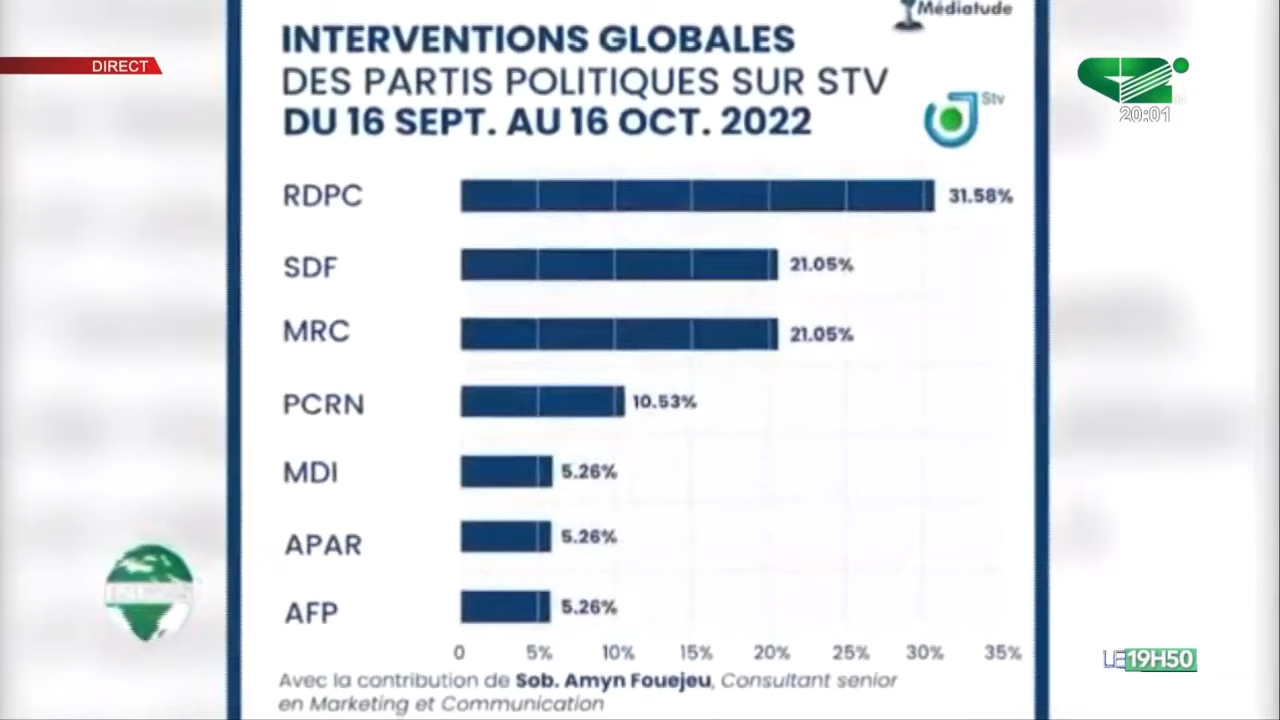 Médiatude
INTERVENTIONS GLOBALES
DES PARTIS POLITIQUES SUR STV
DU 16 SEPT. AU 16 OCT. 2022
DIRECT
Stv
20:01
RDPC
31.58%
SDF
21.05%
MRC
21.05%
PCRN
10.53%
MDI
5.26%
APAR
5.26%
AFP
5.26%
0 5% 10% 15% 20% 25% 30% 35%
Avec la contribution de Sob. Amyn Fouejeu, Consultant senior
en Marketing et Communication
LE 19H50